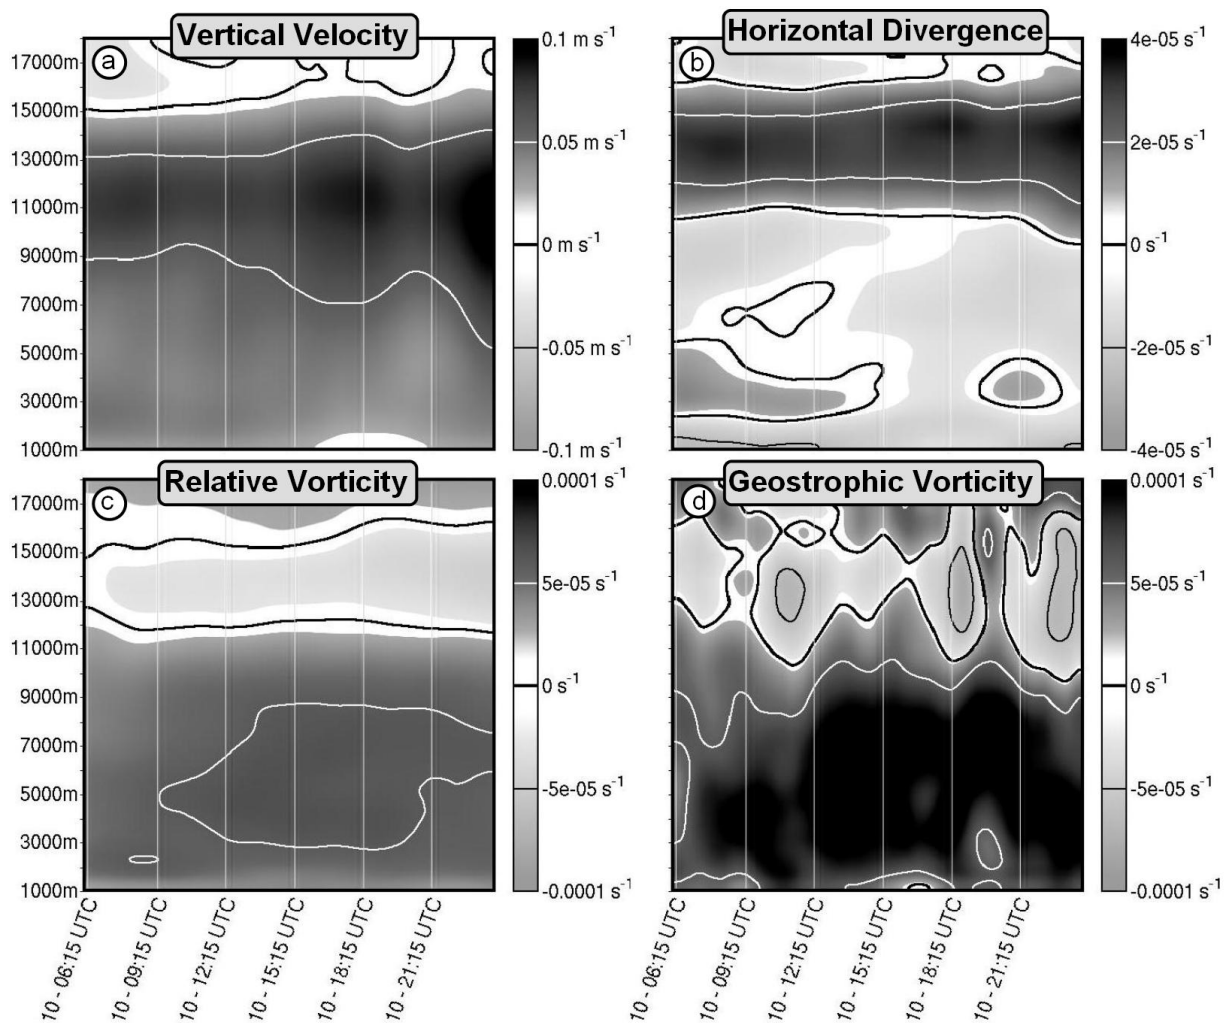 Vertical Velocity
Horizontal Divergence
a
17000m
15000m
13000m
11000m
9000m
7000m
5000m
3000m
1000m
0.1 m s-1
0.05 m s-1
0 m s-1
-0.05 m s-1
-0.1 m s-1
b
4e-05 s-1
2e-05 s-1
0 s-1
-2e-05 s-1
-4e-05 s-1
Relative Vorticity
Geostrophic Vorticity
c
17000m
15000m
13000m
11000m
9000m
7000m
5000m
3000m
1000m
0.0001 s-1
5e-05 s-1
0 s-1
-5e-05 s-1
-0.0001 s-1
d
0.0001 s-1
5e-05 s-1
0 s-1
-5e-05 s-1
-0.0001 s-1
10 - 06:15 UTC
10 - 09:15 UTC
10 - 12:15 UTC
10 - 15:15 UTC
10 - 18:15 UTC
10 - 21:15 UTC
10 - 06:15 UTC
10 - 09:15 UTC
10 - 12:15 UTC
10 - 15:15 UTC
10 - 18:15 UTC
10 - 21:15 UTC